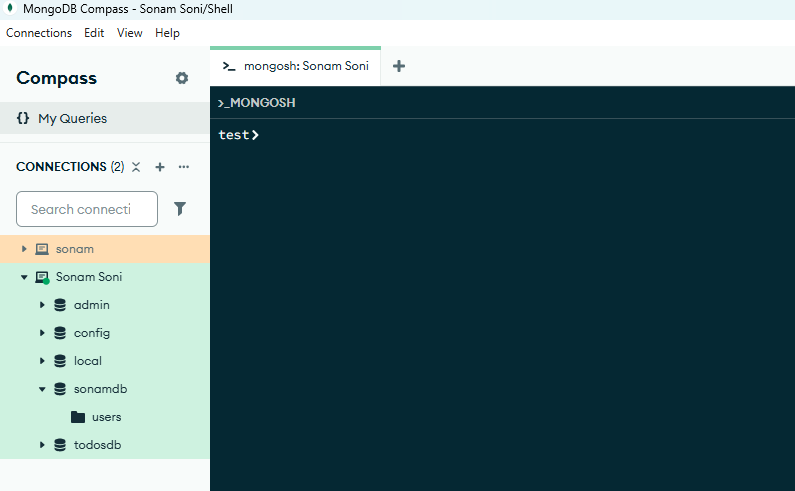 MongoDB Compass - Sonam Soni/Shell
Connections Edit View Help
Compass
{} My Queries
CONNECTIONS (2)
Search connecti
sonam
Sonam Soni
admin
config
local
sonamdb
users
todosdb
>_ mongosh: Sonam Soni +
>_MONGOSH
test>